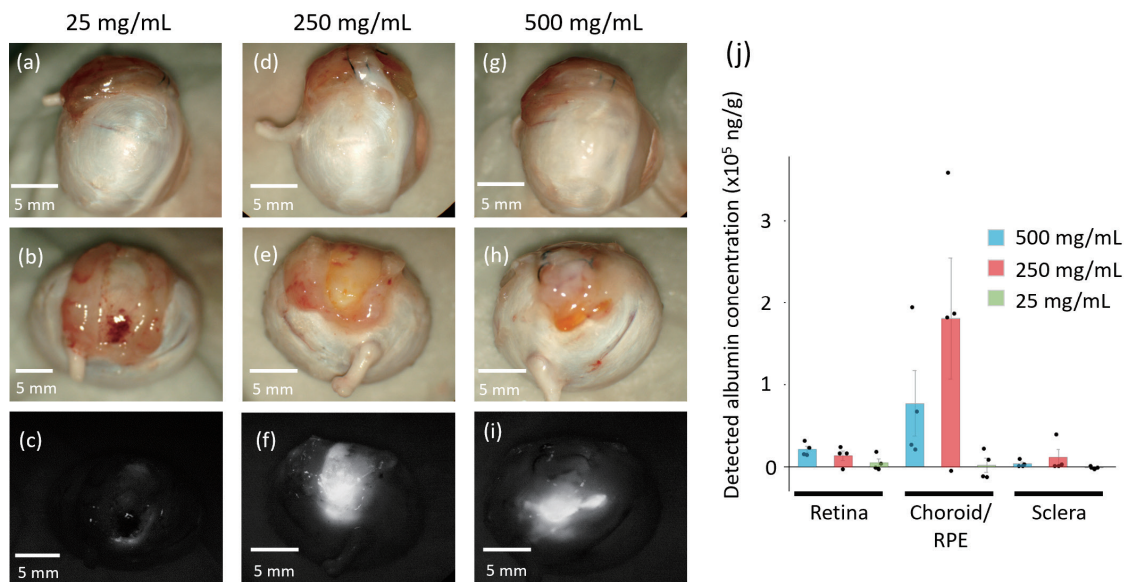 25 mg/mL
250 mg/mL
500 mg/mL
(a)
5 mm
(d)
5 mm
(g)
5 mm
(b)
5 mm
(e)
5 mm
(h)
5 mm
(c)
5 mm
(f)
5 mm
(i)
5 mm
(j)
Detected albumin concentration (x10⁵ ng/g)
3
2
1
0
500 mg/mL
250 mg/mL
25 mg/mL
Retina
Choroid/
RPE
Sclera